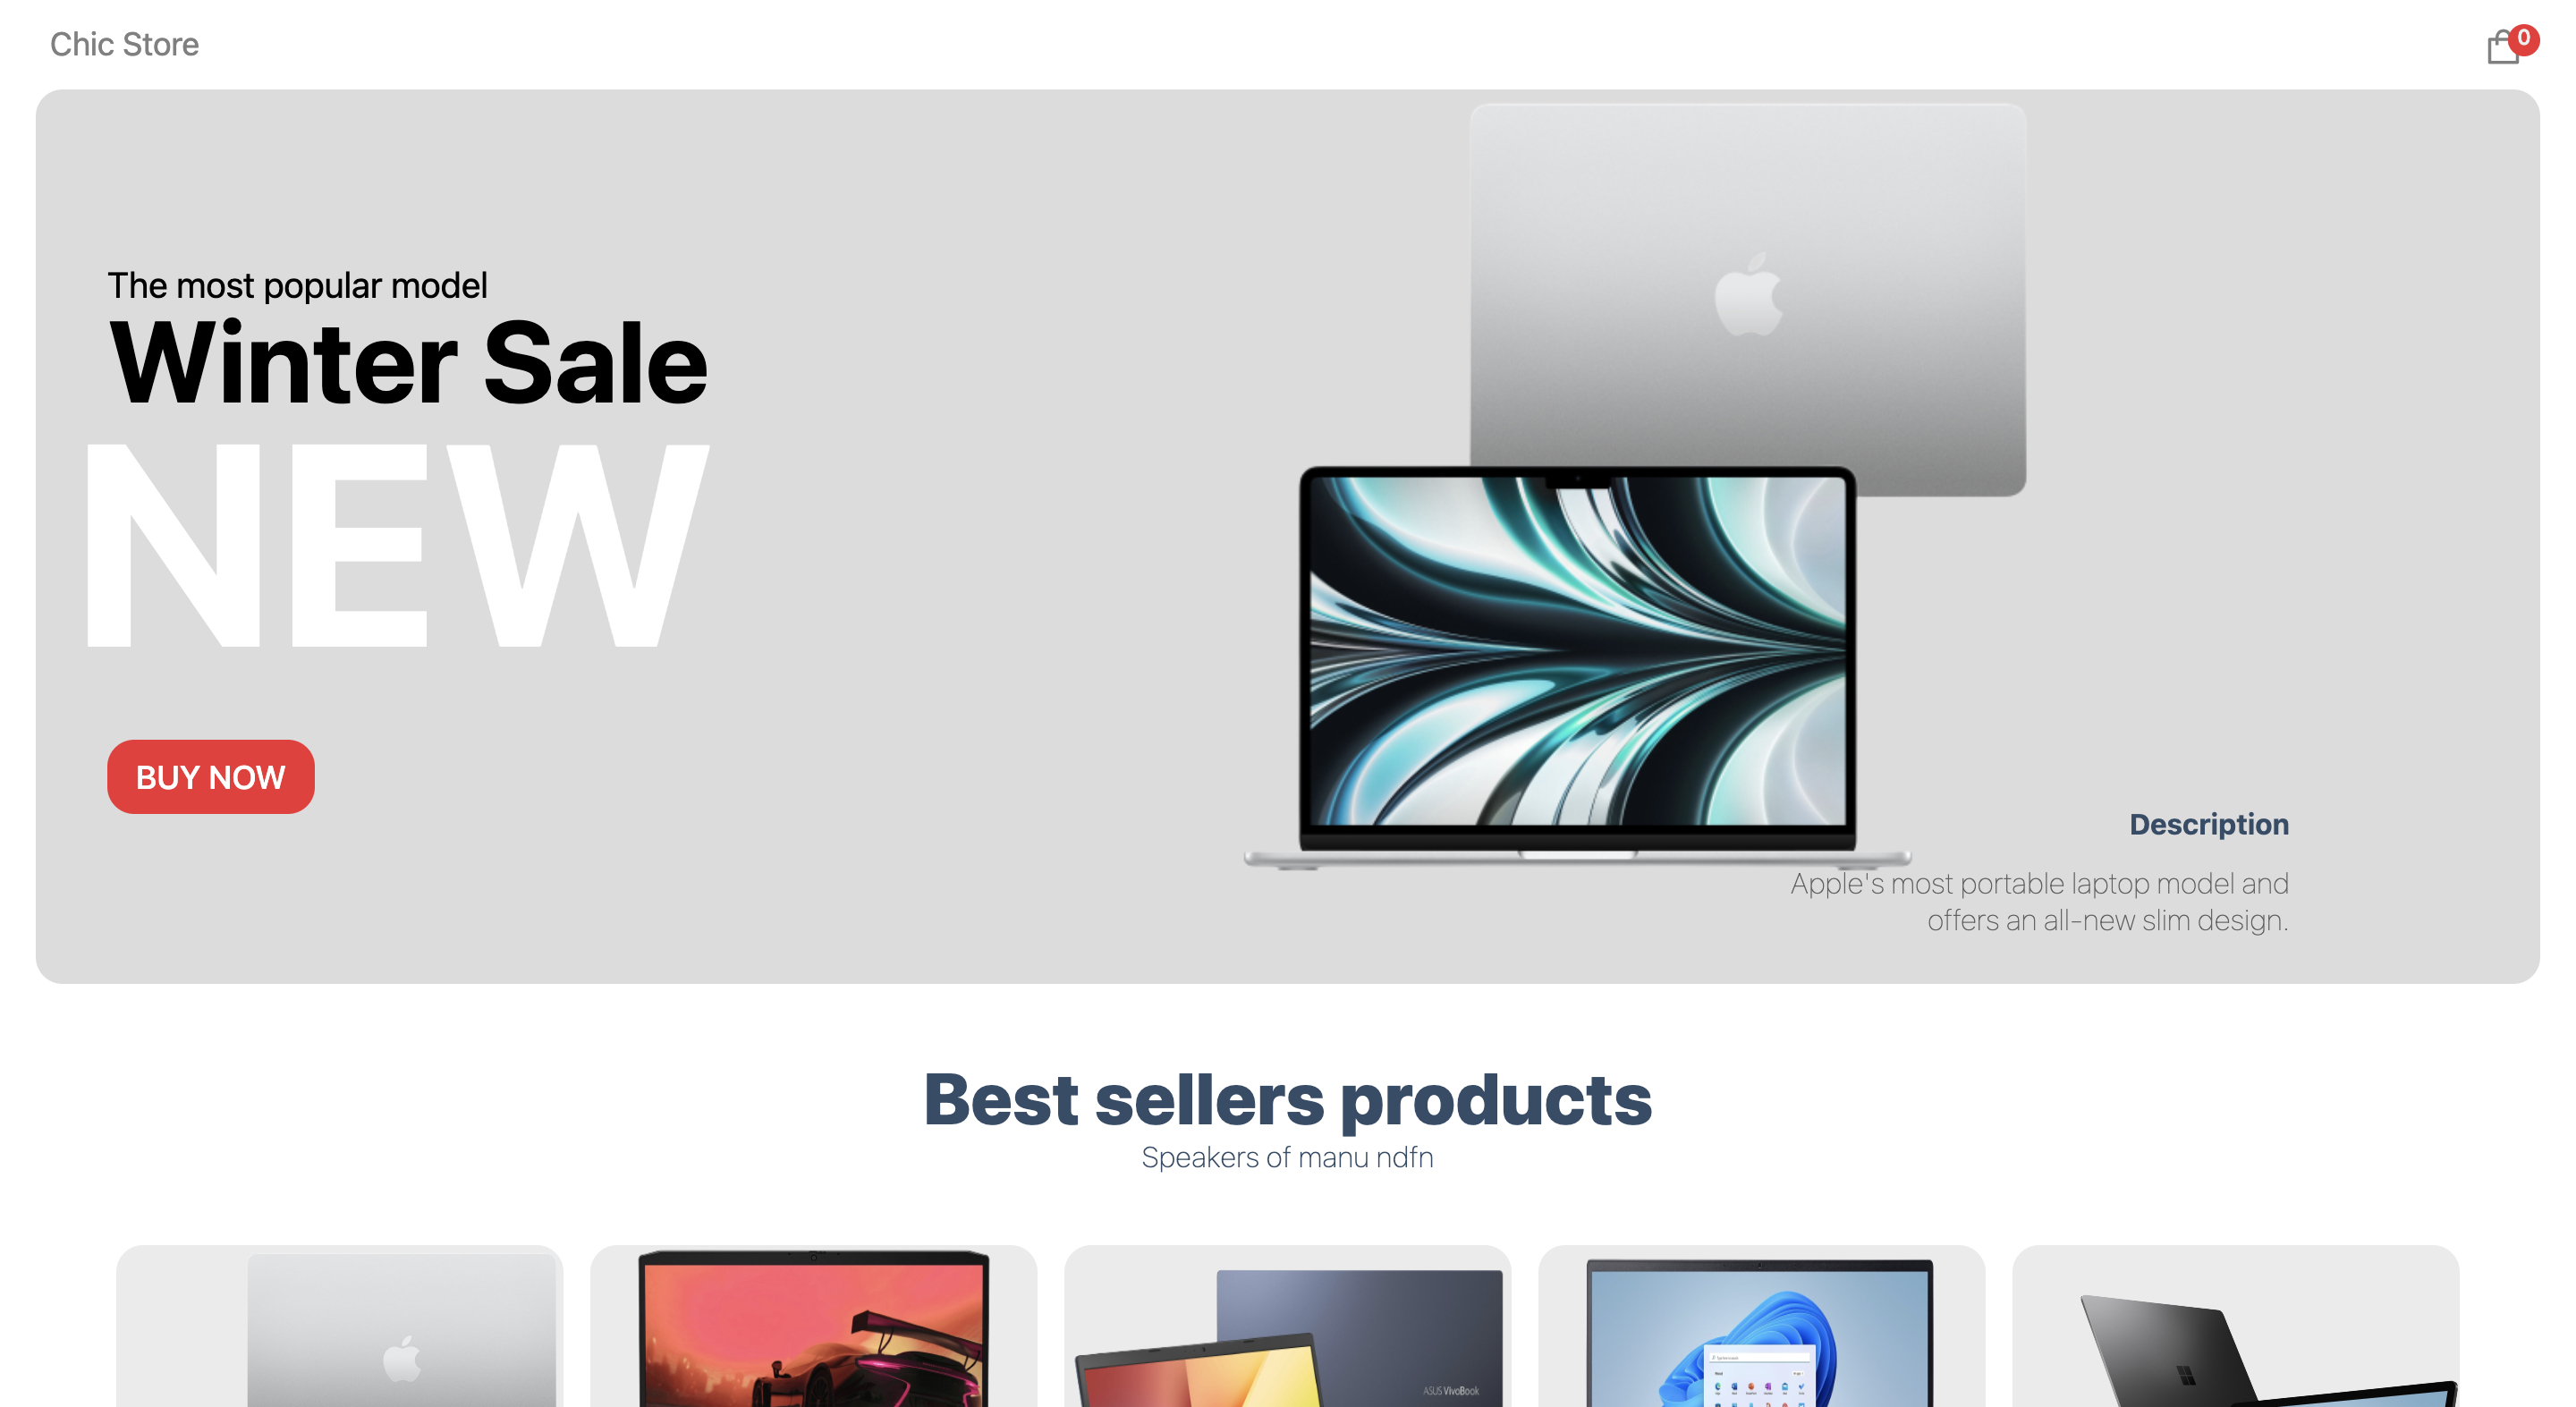 Chic Store
0
The most popular model
Winter Sale
NEW
BUY NOW
Description
Apple's most portable laptop model and
offers an all-new slim design.
Best sellers products
Speakers of manu ndfn
ASUS VivoBook